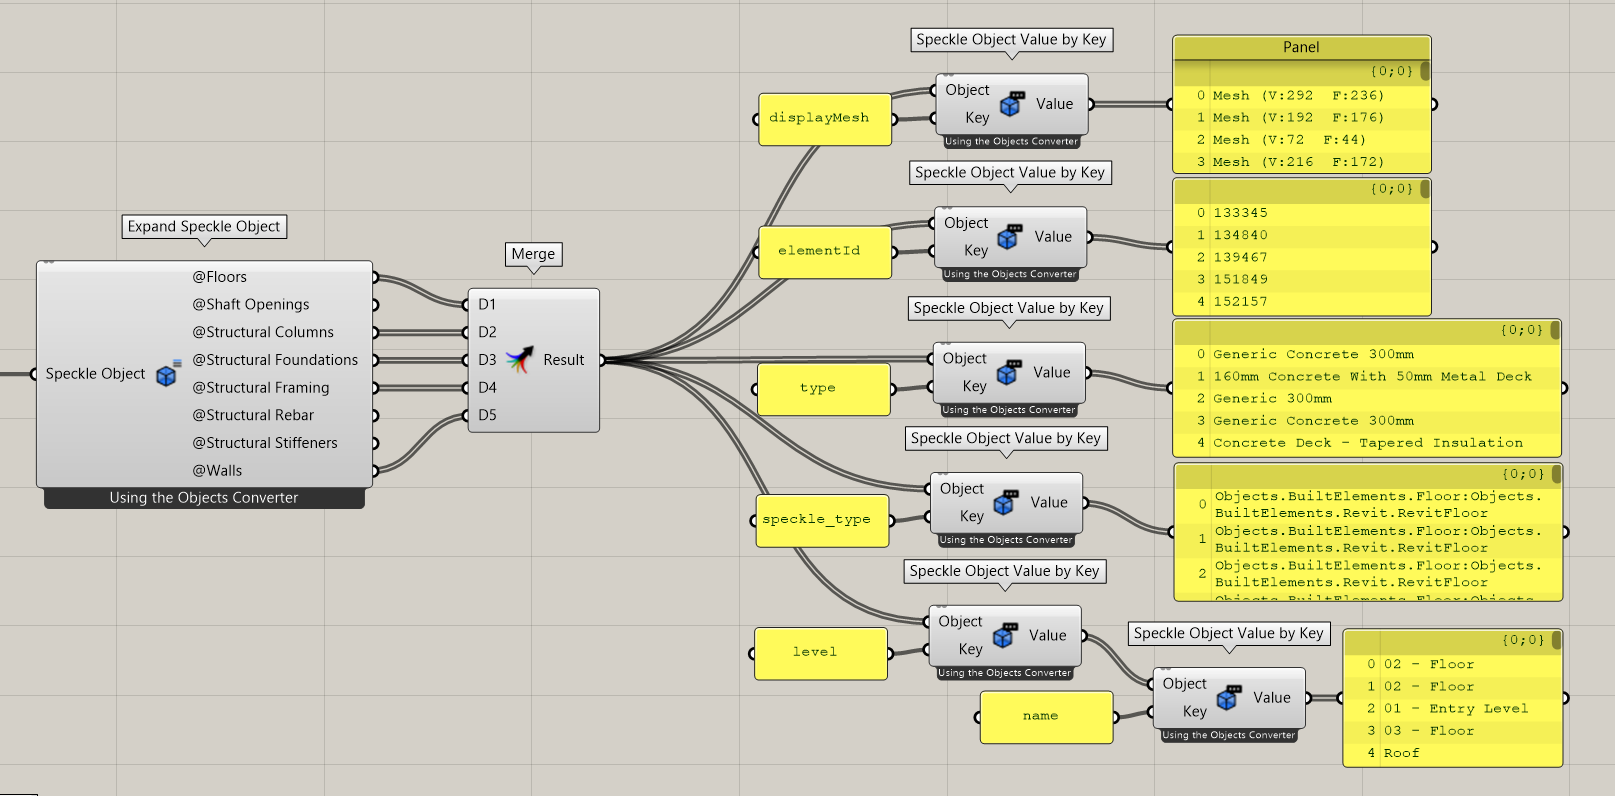 Expand Speckle Object
Speckle Object
@Floors
@Shaft Openings
@Structural Columns
@Structural Foundations
@Structural Framing
@Structural Rebar
@Structural Stiffeners
@Walls
Using the Objects Converter
Merge
D1
D2
D3
D4
D5
Result
displayMesh
Speckle Object Value by Key
Object
Key
Value
Using the Objects Converter
Panel
{0;0}
0 Mesh (V:292 F:236)
1 Mesh (V:192 F:176)
2 Mesh (V:72 F:44)
3 Mesh (V:216 F:172)
elementId
Speckle Object Value by Key
Object
Key
Value
Using the Objects Converter
{0;0}
0 133345
1 134840
2 139467
3 151849
4 152157
type
Speckle Object Value by Key
Object
Key
Value
Using the Objects Converter
{0;0}
0 Generic Concrete 300mm
1 160mm Concrete With 50mm Metal Deck
2 Generic 300mm
3 Generic Concrete 300mm
4 Concrete Deck - Tapered Insulation
speckle_type
Speckle Object Value by Key
Object
Key
Value
Using the Objects Converter
{0;0}
0 Objects.BuiltElements.Floor:Objects.
BuiltElements.Revit.RevitFloor
1 Objects.BuiltElements.Floor:Objects.
BuiltElements.Revit.RevitFloor
2 Objects.BuiltElements.Floor:Objects.
BuiltElements.Revit.RevitFloor
level
Speckle Object Value by Key
Object
Key
Value
Using the Objects Converter
name
Speckle Object Value by Key
Object
Key
Value
Using the Objects Converter
{0;0}
0 02 - Floor
1 02 - Floor
2 01 - Entry Level
3 03 - Floor
4 Roof